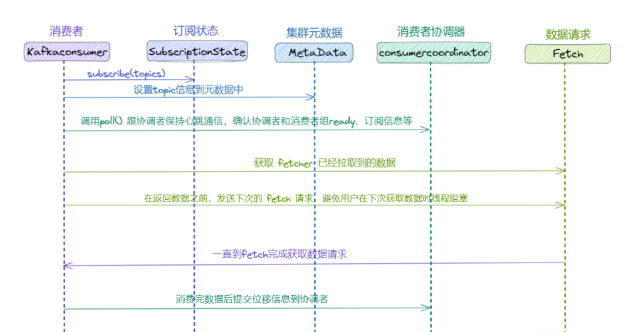 消费者
订阅状态
集群元数据
消费者协调器
数据请求
Kafkaconsumer
SubscriptionState
MetaData
consumercoordinator
Fetch
subscribe(topics)
设置topic信息到元数据中
调用poll() 跟协调者保持心跳通信，确认协调者和消费者组ready、订阅信息等
获取 fetcher 已经拉取到的数据
在返回数据之前，发送下次的 fetch 请求，避免用户在下次获取数据时线程阻塞
一直到fetch完成获取数据请求
消费完数据后提交位移信息到协调者